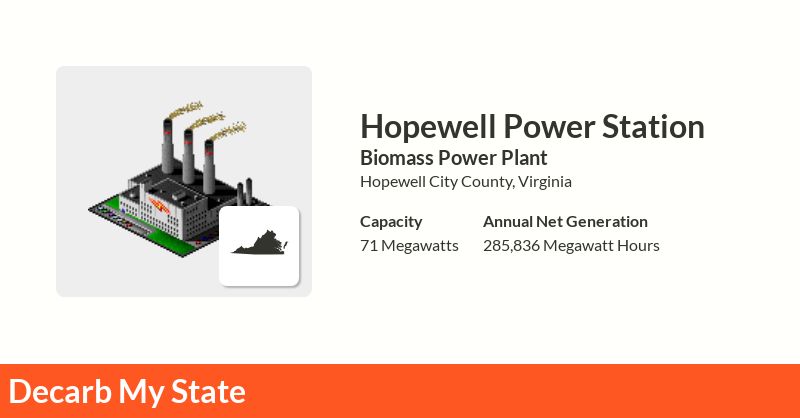 Hopewell Power Station
Biomass Power Plant
Hopewell City County, Virginia
Capacity Annual Net Generation
71 Megawatts 285,836 Megawatt Hours
Decarb My State